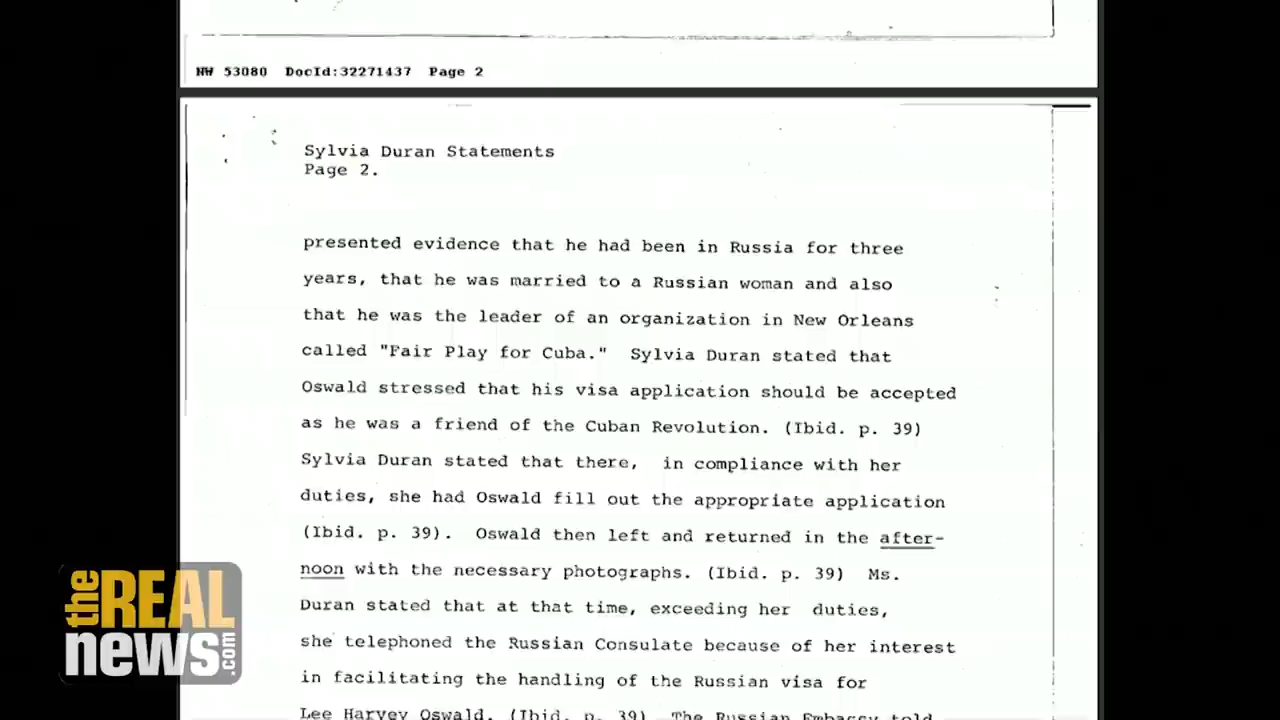 NW 53080 DocId:32271437 Page 2
Sylvia Duran Statements
Page 2.
presented evidence that he had been in Russia for three
years, that he was married to a Russian woman and also
that he was the leader of an organization in New Orleans
called "Fair Play for Cuba." Sylvia Duran stated that
Oswald stressed that his visa application should be accepted
as he was a friend of the Cuban Revolution. (Ibid. p. 39)
Sylvia Duran stated that there, in compliance with her
duties, she had Oswald fill out the appropriate application
(Ibid. p. 39). Oswald then left and returned in the after-
noon with the necessary photographs. (Ibid. p. 39) Ms.
Duran stated that at that time, exceeding her duties,
she telephoned the Russian Consulate because of her interest
in facilitating the handling of the Russian visa for
Lee Harvey Oswald. (Ibid. p. 39) The Russian Embassy told
the REAL
news.com